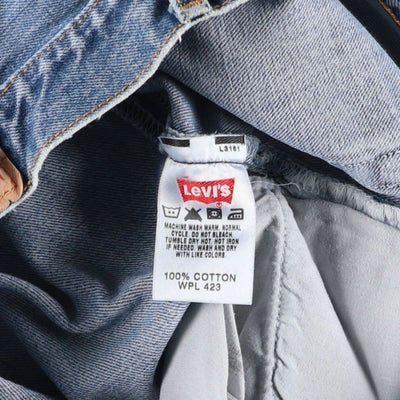 L3161
LEVI'S
MACHINE WASH WARM. NORMAL
CYCLE. DO NOT BLEACH.
TUMBLE DRY HOT. HOT IRON
IF NEEDED. WASH AND DRY
WITH LIKE COLORS.
100% COTTON
WPL 423